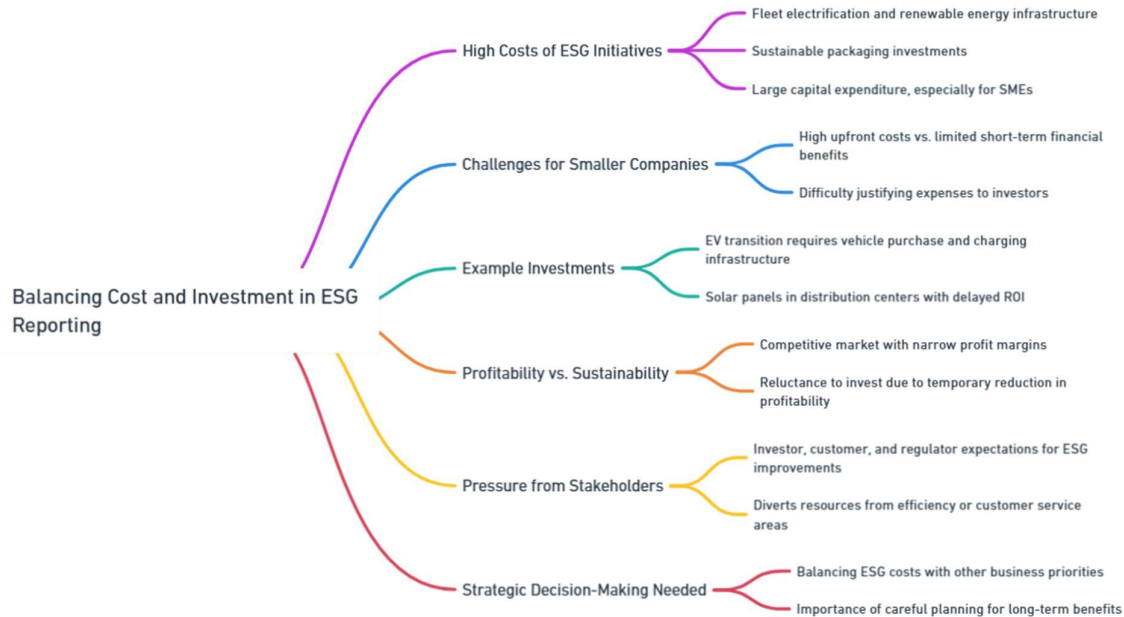 Balancing Cost and Investment in ESG
Reporting
High Costs of ESG Initiatives
Fleet electrification and renewable energy infrastructure
Sustainable packaging investments
Large capital expenditure, especially for SMEs
Challenges for Smaller Companies
High upfront costs vs. limited short-term financial
benefits
Difficulty justifying expenses to investors
Example Investments
EV transition requires vehicle purchase and charging
infrastructure
Solar panels in distribution centers with delayed ROI
Profitability vs. Sustainability
Competitive market with narrow profit margins
Reluctance to invest due to temporary reduction in
profitability
Pressure from Stakeholders
Investor, customer, and regulator expectations for ESG
improvements
Diverts resources from efficiency or customer service
areas
Strategic Decision-Making Needed
Balancing ESG costs with other business priorities
Importance of careful planning for long-term benefits